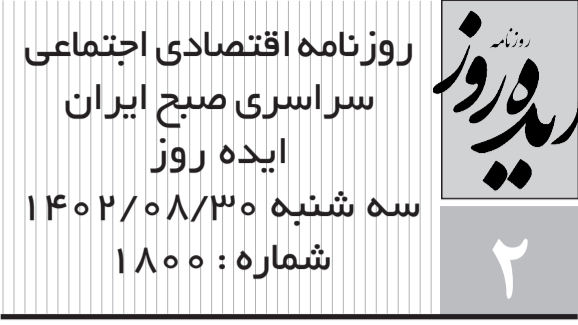 روزنامه اقتصادی اجتماعی
سراسری صبح ایران
ایده روز
سه شنبه ۱۴۰۲/۰۸/۳۰
شماره : ۱۸۰۰
روزنامه
ایده روز
۲